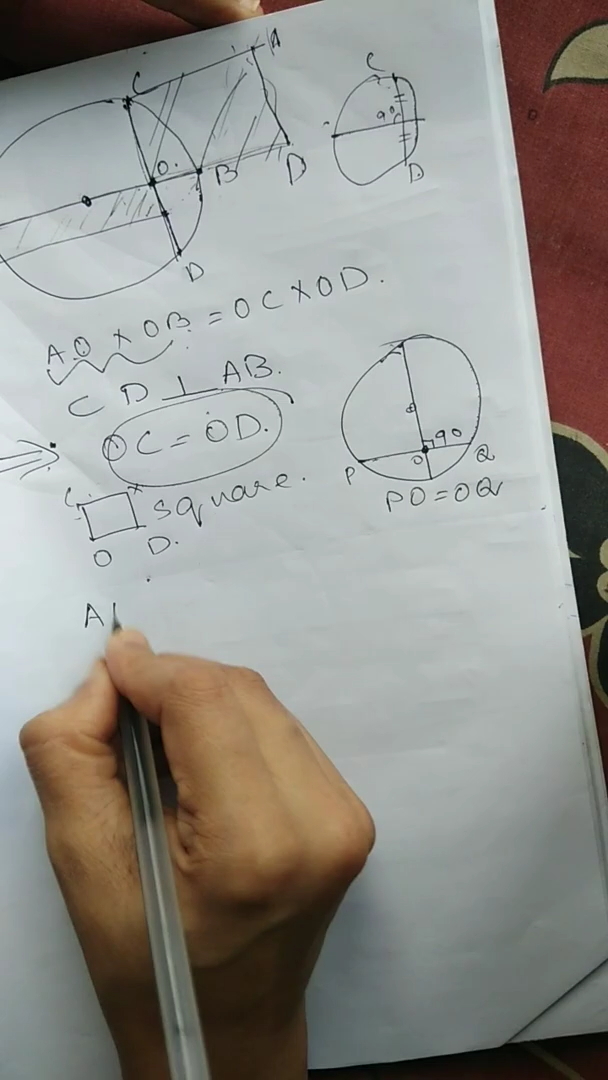 C
A
O.
B
D
D
C
90
D
AO × OB = OC × OD.
CD ⊥ AB.
⇒ OC = OD.
C
X
O D.
square.
90
P
O
Q
PO = OQ
A